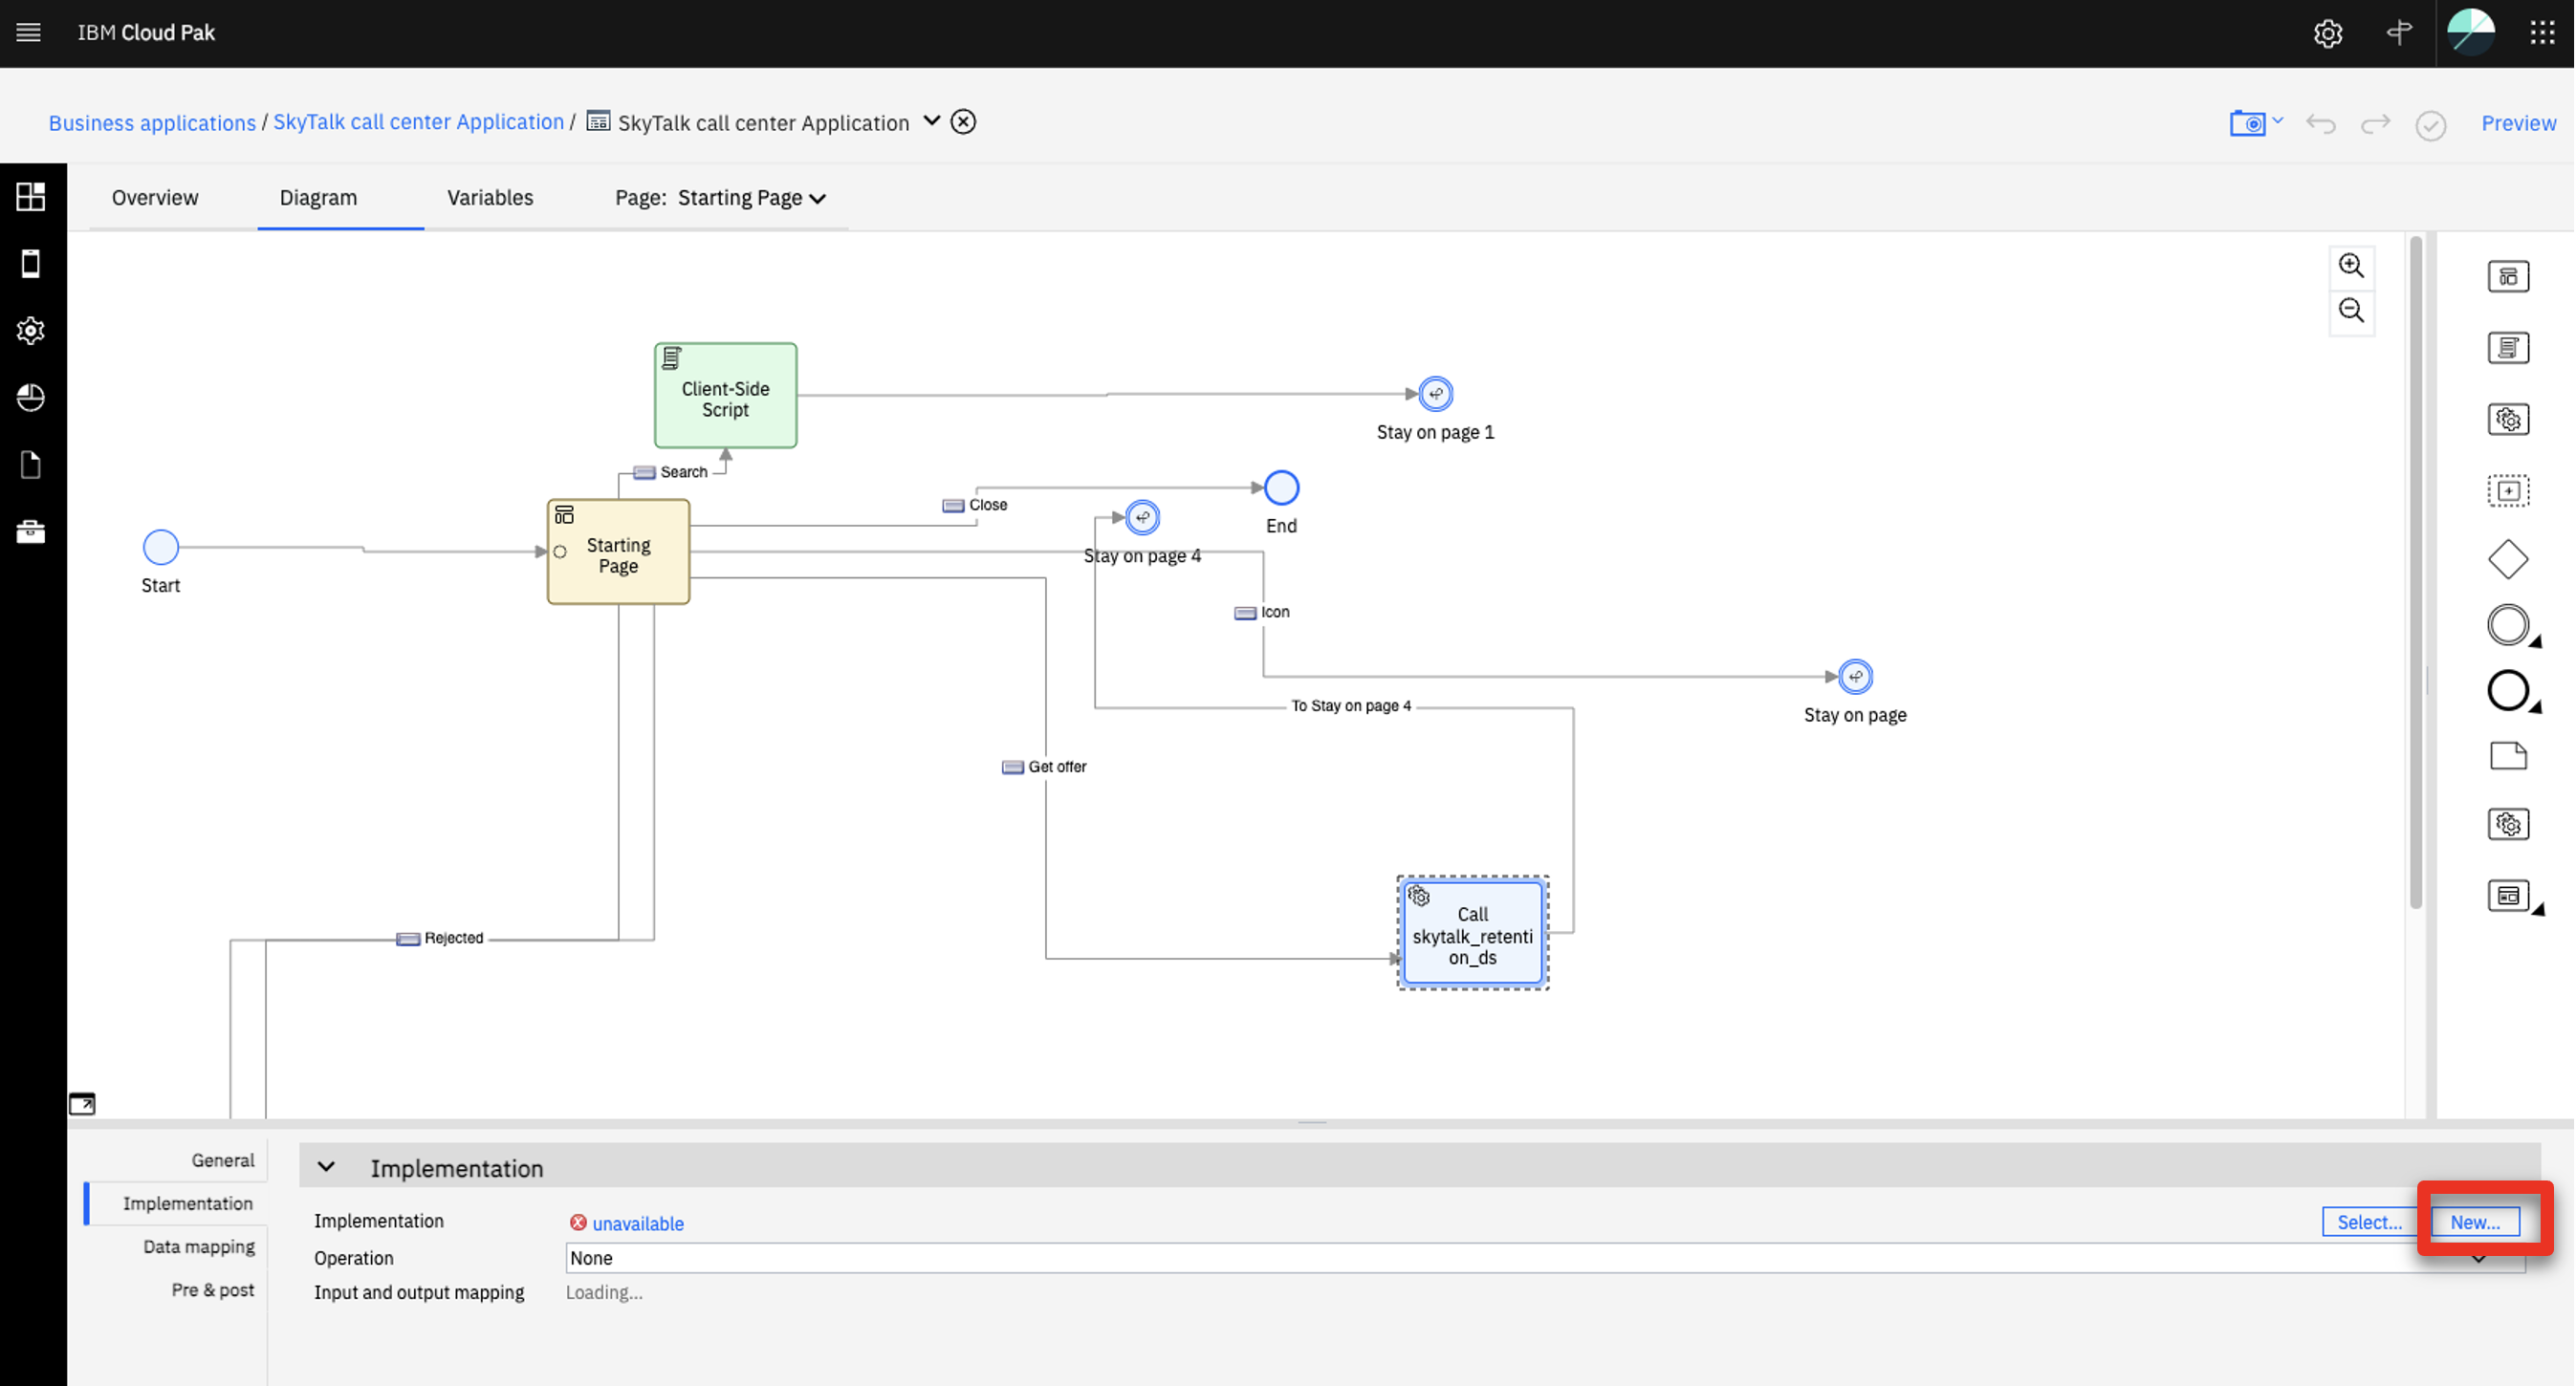 IBM Cloud Pak
Business applications / SkyTalk call center Application / SkyTalk call center Application
Preview
Overview
Diagram
Variables
Page: Starting Page
Client-Side
Script
Stay on page 1
Search
Close
End
Starting
Page
Start
Stay on page 4
Icon
Stay on page
To Stay on page 4
Get offer
Call
skytalk_retenti
on_ds
Rejected
General
Implementation
Data mapping
Pre & post
Implementation
Implementation
unavailable
Select...
New...
Operation
None
Input and output mapping
Loading...